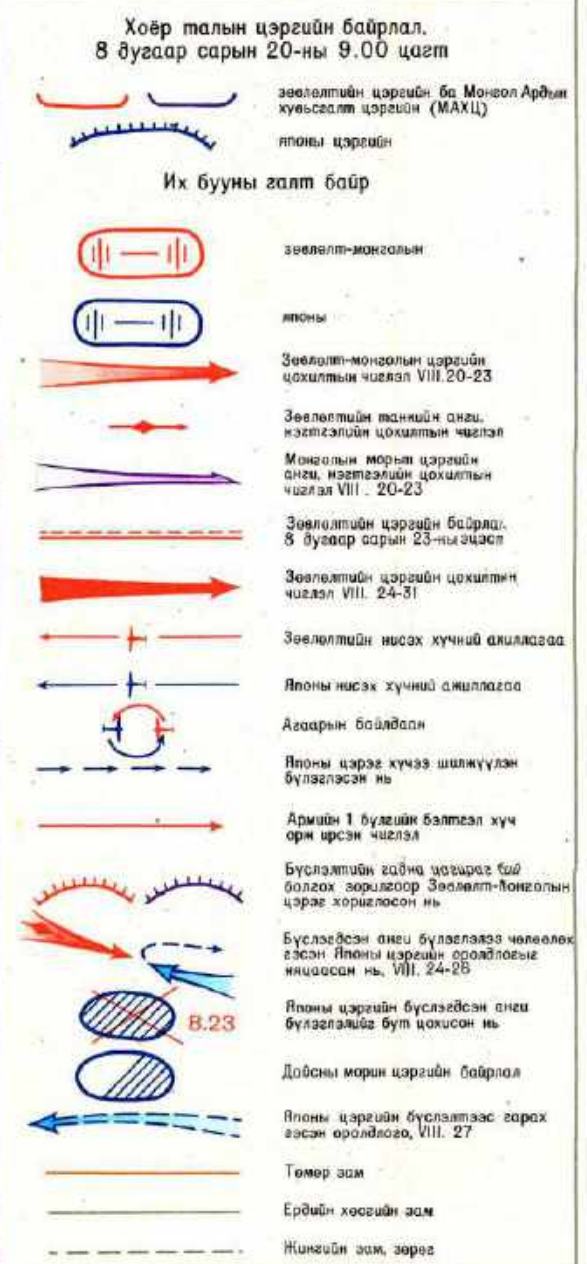 Хоёр талын цэргийн байрлал.
8 дугаар сарын 20-ны 9.00 цагт
зөвлөлтийн цэргийн ба Монгол Ардын
хувьсгалт цэргийн (МАХЦ)
японы цэргийн
Их бууны галт байр
зөвлөлт-монголын
японы
Зөвлөлт-монголын цэргийн
цохилтын чиглэл VIII.20-23
Зөвлөлтийн танкийн анги,
нэгтгэлийн цохилтын чиглэл
Монголын морьт цэргийн
анги, нэгтгэлийн цохилтын
чиглэл VIII . 20-23
Зөвлөлтийн цэргийн байрлал,
8 дугаар сарын 23-ны эцэст
Зөвлөлтийн цэргийн цохилтын
чиглэл VIII. 24-31
Зөвлөлтийн нисэх хүчний ажиллагаа
Японы нисэх хүчний ажиллагаа
Агаарын байлдаан
Японы цэрэг хүчээ шилжүүлэн
бүлэглэсэн нь
Армийн 1 бүлгийн бэлтгэл хүч
орж ирсэн чиглэл
Бүслэлтийн гадна цагираг бий
болгох зорилгоор Зөвлөлт-Монголын
цэрэг хориглосон нь
Бүслэгдсэн анги бүлэглэлээ чөлөөлөх
гэсэн Японы цэргийн оролдлогыг
няцаасан нь, VIII. 24-26
8.23
Японы цэргийн бүслэгдсэн анги
бүлэглэлийг бут цохисон нь
Дайсны морин цэргийн байрлал
Японы цэргийн бүслэлтээс гарах
гэсэн оролдлого, VIII. 27
Төмөр зам
Ердийн хөсгийн зам
Жингийн зам, зөрөг